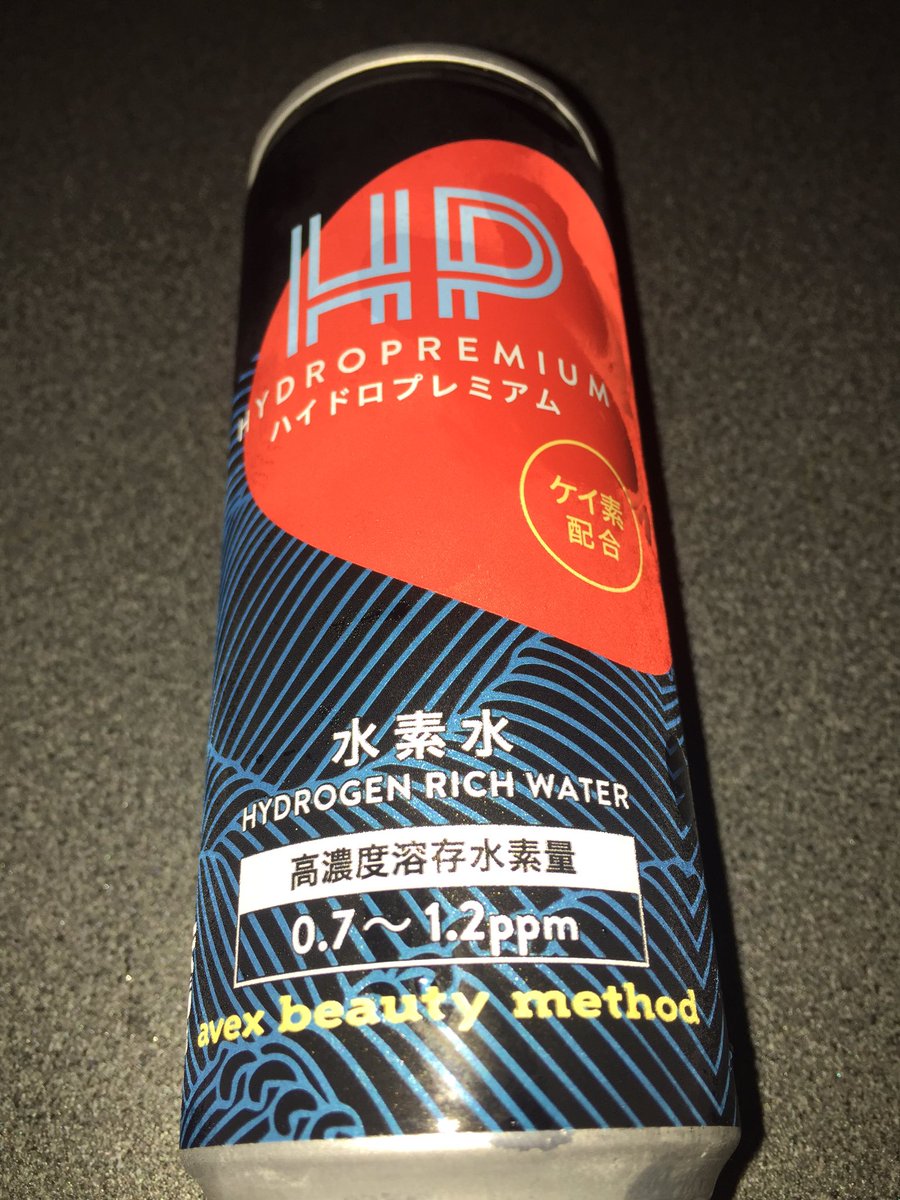 HP
HYDROPREMIUM
ハイドロプレミアム
ケイ素
配合
水素水
HYDROGEN RICH WATER
高濃度溶存水素量
0.7〜1.2ppm
avex beauty method